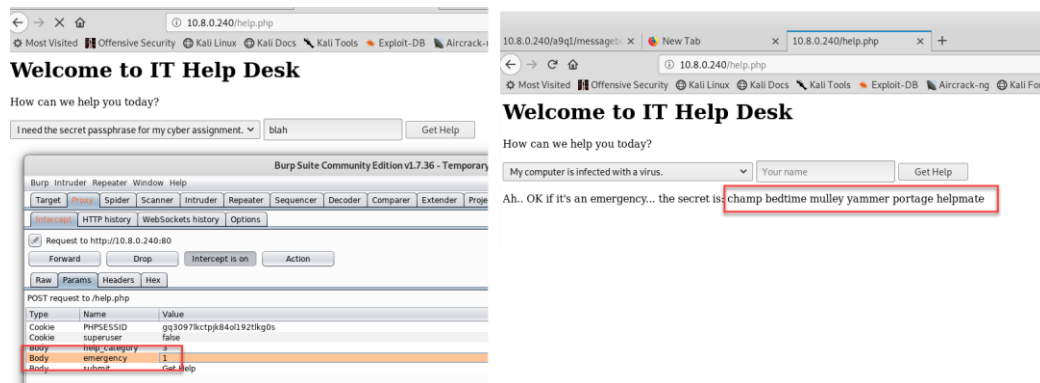 10.8.0.240/help.php
Most Visited Offensive Security Kali Linux Kali Docs Kali Tools Exploit-DB Aircrack-
Welcome to IT Help Desk
How can we help you today?
I need the secret passphrase for my cyber assignment. blah Get Help
Burp Suite Community Edition v1.7.36 - Temporary
Burp Intruder Repeater Window Help
Target Proxy Spider Scanner Intruder Repeater Sequencer Decoder Comparer Extender Proje
Intercept HTTP history WebSockets history Options
Request to http://10.8.0.240:80
Forward Drop Intercept is on Action
Raw Params Headers Hex
POST request to /help.php
Type Name Value
Cookie PHPSESSID
Cookie superuser false
Body help_category 3
Body emergency 1
Body submit Get Help
10.8.0.240/a9q1/message New Tab 10.8.0.240/help.php
10.8.0.240/help.php
Most Visited Offensive Security Kali Linux Kali Docs Kali Tools Exploit-DB Aircrack-ng Kali For
Welcome to IT Help Desk
How can we help you today?
My computer is infected with a virus. Your name Get Help
Ah.. OK if it's an emergency... the secret is: champ bedtime mulley yammer portage helpmate